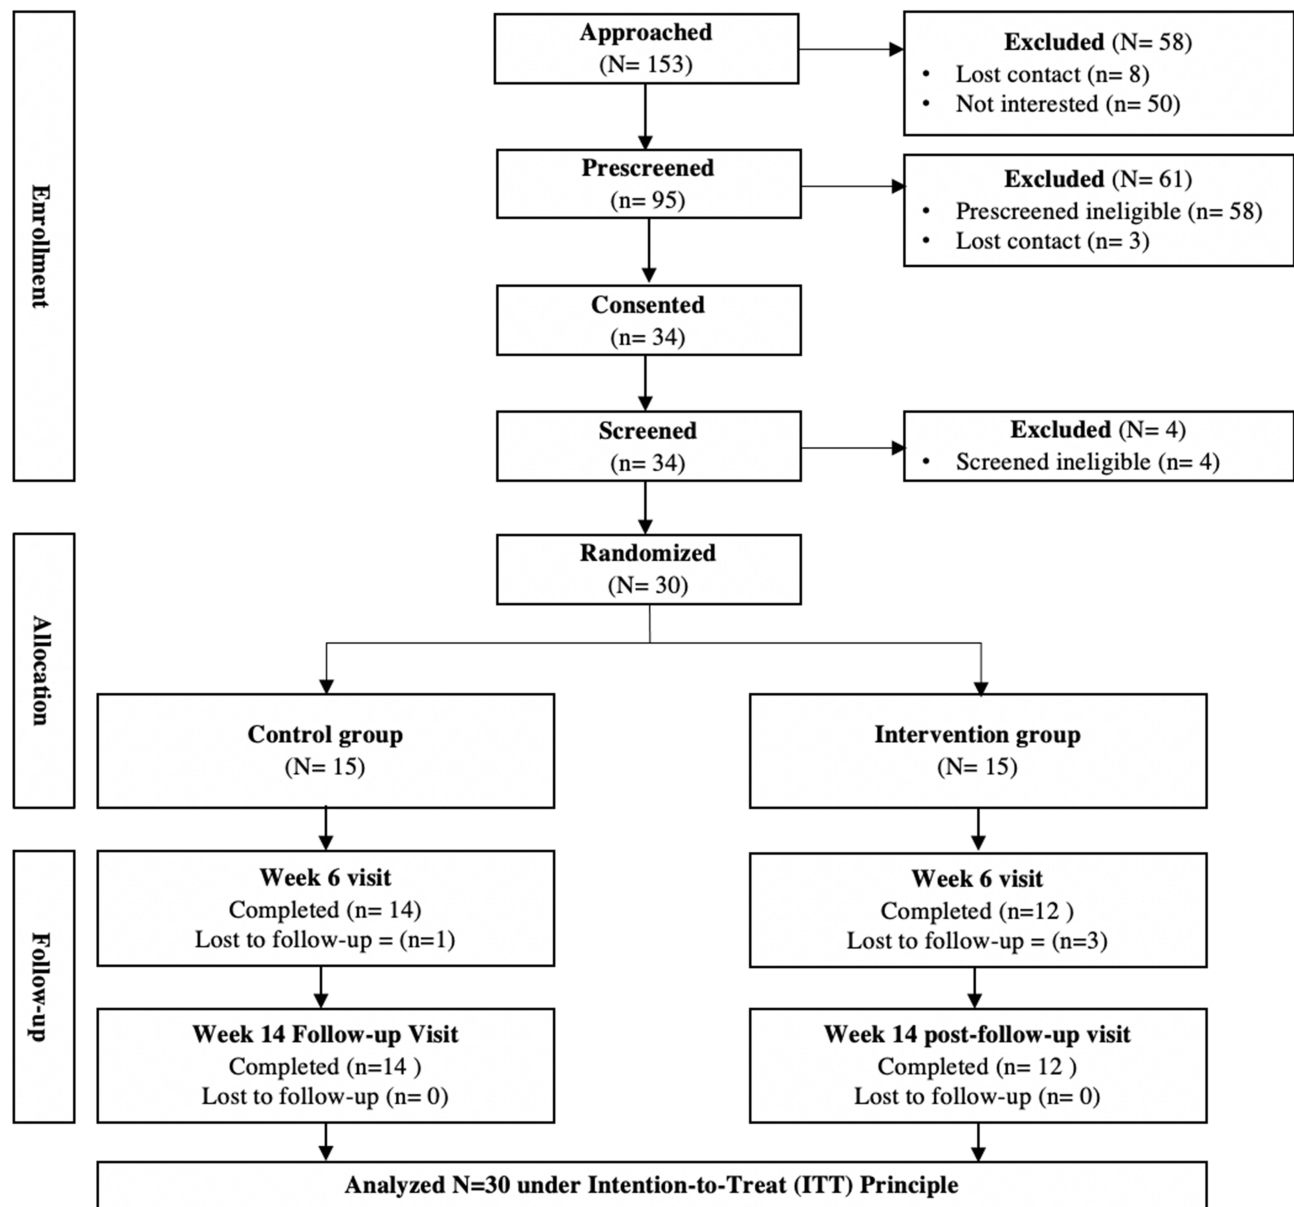 Enrollment
Approached
(N= 153)
Excluded (N= 58)
• Lost contact (n= 8)
• Not interested (n= 50)
Prescreened
(n= 95)
Excluded (N= 61)
• Prescreened ineligible (n= 58)
• Lost contact (n= 3)
Consented
(n= 34)
Screened
(n= 34)
Excluded (N= 4)
• Screened ineligible (n= 4)
Allocation
Randomized
(N= 30)
Control group
(N= 15)
Intervention group
(N= 15)
Follow-up
Week 6 visit
Completed (n= 14)
Lost to follow-up = (n=1)
Week 6 visit
Completed (n=12 )
Lost to follow-up = (n=3)
Week 14 Follow-up Visit
Completed (n=14 )
Lost to follow-up (n= 0)
Week 14 post-follow-up visit
Completed (n= 12 )
Lost to follow-up (n= 0)
Analyzed N=30 under Intention-to-Treat (ITT) Principle